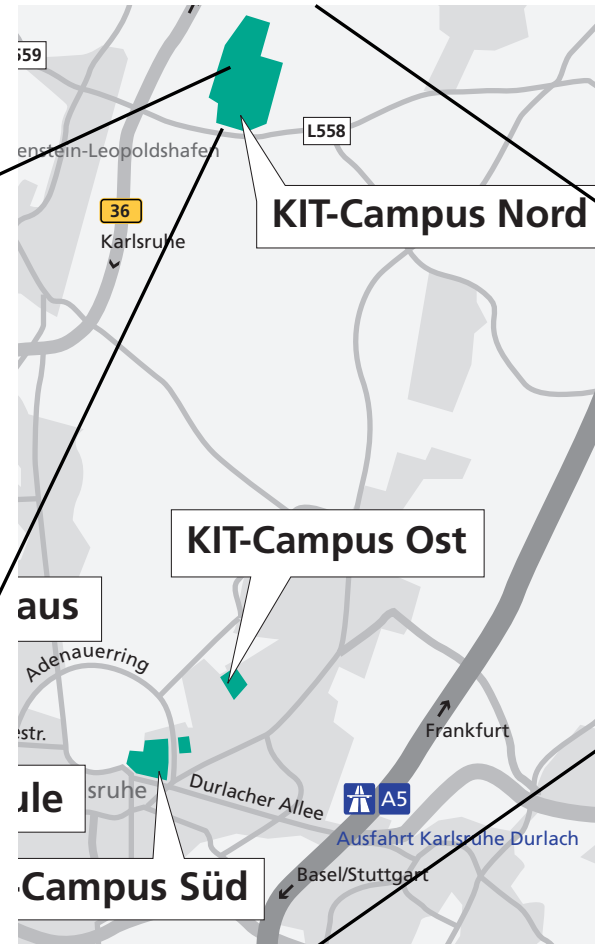 559
L558
enstein-Leopoldshafen
36
KIT-Campus Nord
Karlsruhe
KIT-Campus Ost
aus
Adenauerring
estr.
Frankfurt
ule
sruhe
Durlacher Allee
A5
Ausfahrt Karlsruhe Durlach
-Campus Süd
Basel/Stuttgart